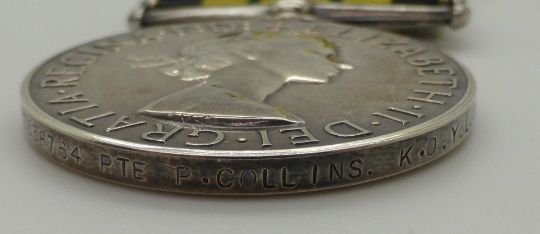 GRATIA·REGINA ELIZABETH·II·DEI·
38764 PTE P·COLLINS. K·O·Y·L